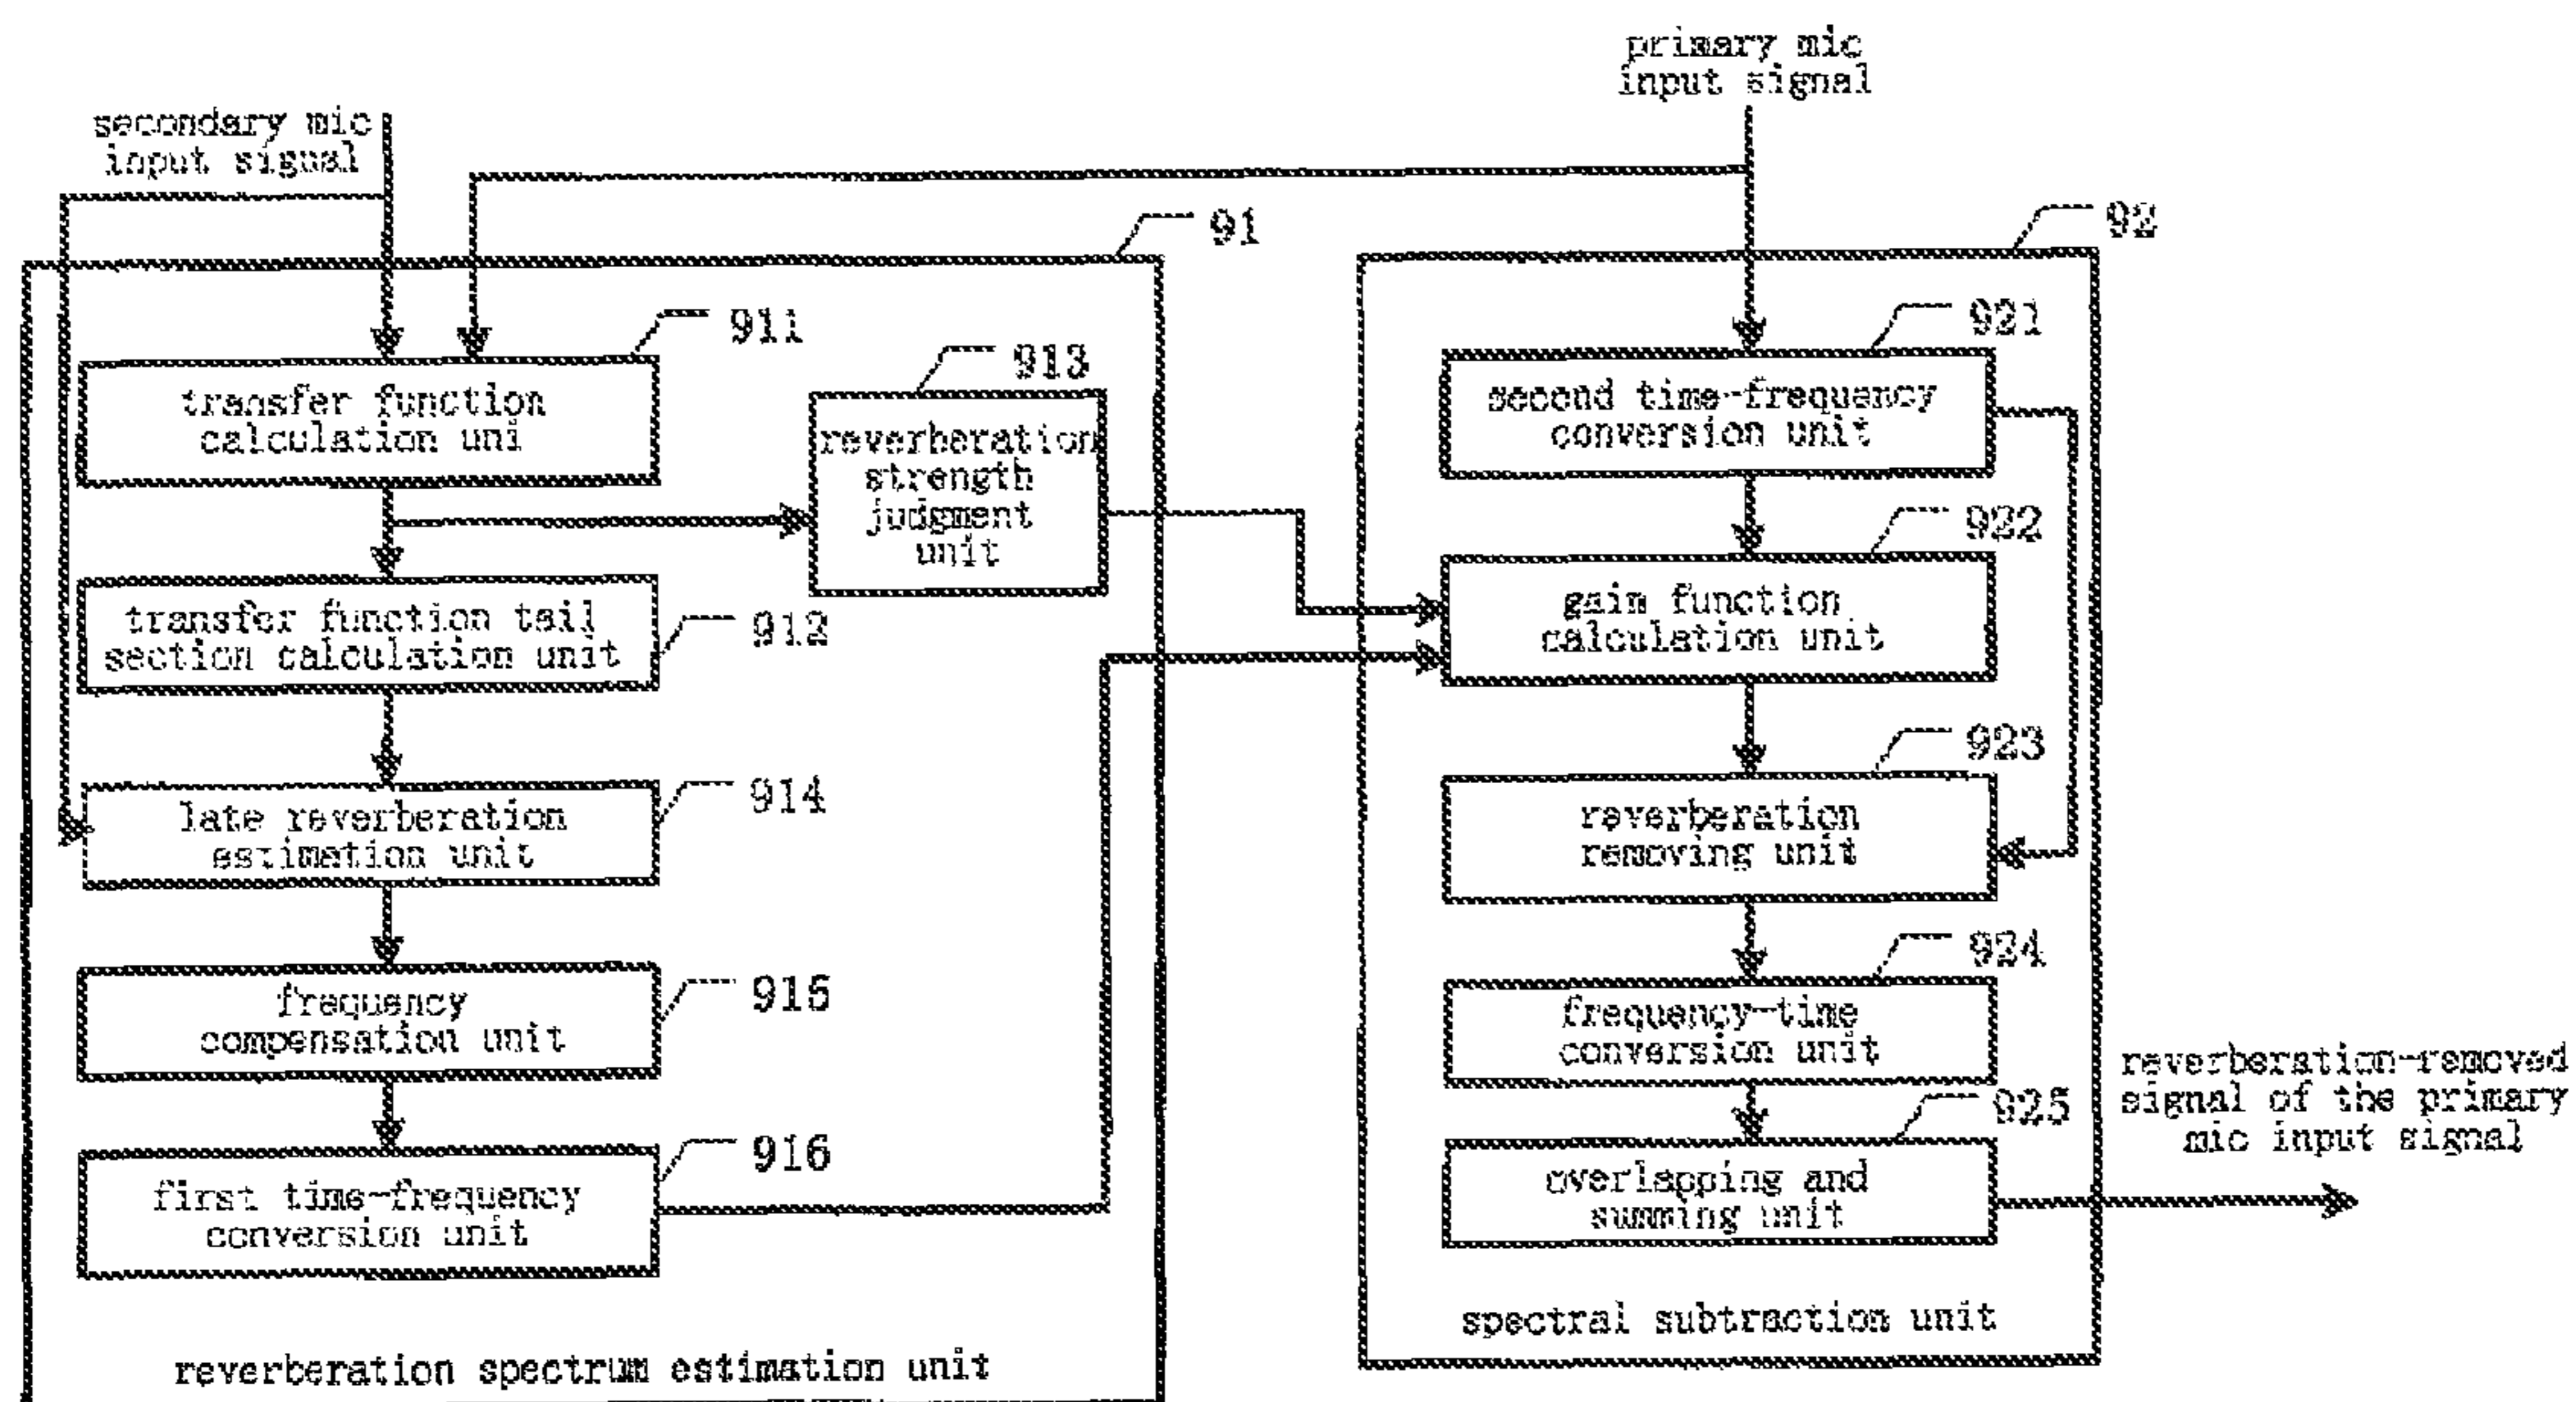 primary mic
input signal
secondary mic
input signal
91
92
911
transfer function
calculation uni
913
reverberation
strength
judgment
unit
921
second time-frequency
conversion unit
922
gain function
calculation unit
transfer function tail
section calculation unit
912
923
reverberation
removing unit
late reverberation
estimation unit
914
924
frequency-time
conversion unit
frequency
compensation unit
915
925
overlapping and
summing unit
reverberation-removed
signal of the primary
mic input signal
first time-frequency
conversion unit
916
spectral subtraction unit
reverberation spectrum estimation unit